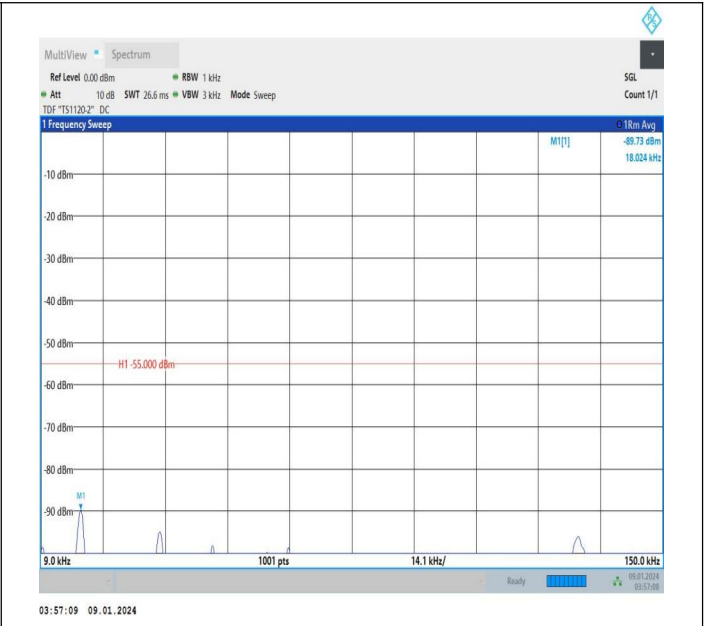 R&S
MultiView Spectrum
Ref Level 0.00 dBm RBW 1 kHz SGL
Att 10 dB SWT 26.6 ms VBW 3 kHz Mode Sweep Count 1/1
TDF "TS1120-2" DC
1 Frequency Sweep 1Rm Avg
M1[1] -89.73 dBm
18.024 kHz
-10 dBm
-20 dBm
-30 dBm
-40 dBm
-50 dBm
H1 -55.000 dBm
-60 dBm
-70 dBm
-80 dBm
M1
-90 dBm
9.0 kHz 1001 pts 14.1 kHz/ 150.0 kHz
Ready 09.01.2024
03:57:08
03:57:09 09.01.2024